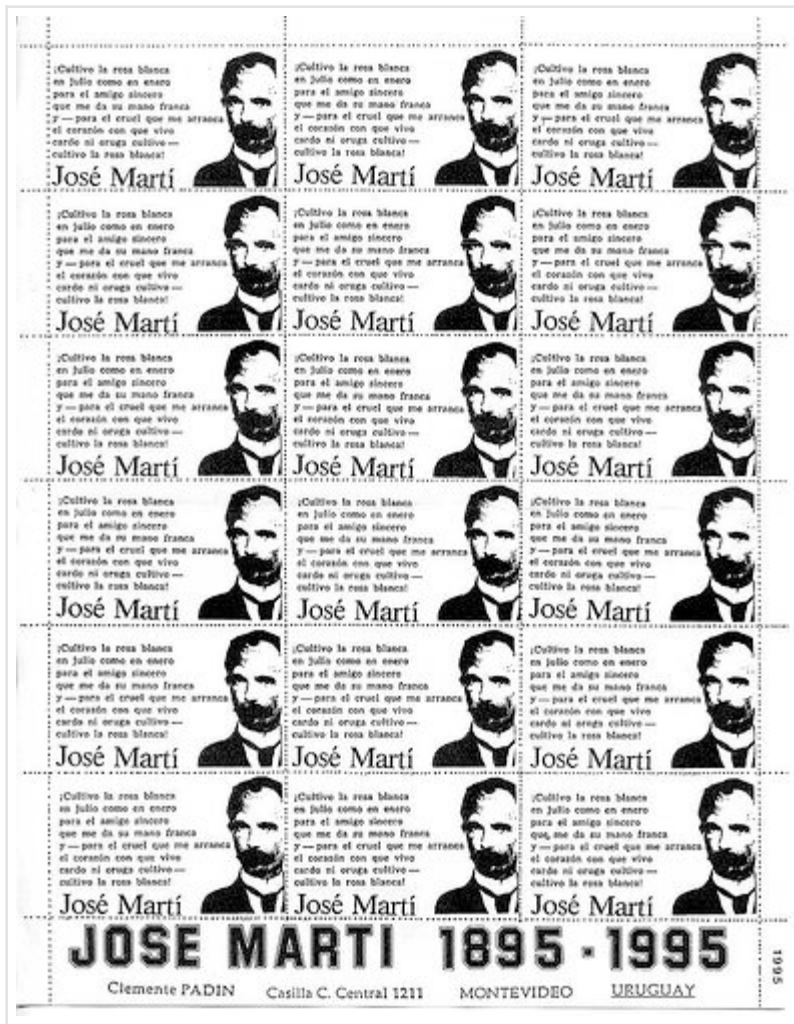 ¡Cultivo la rosa blanca
en julio como en enero
para el amigo sincero
que me da su mano franca
y — para el cruel que me arranca
el corazón con que vivo
cardo ni oruga cultivo —
cultivo la rosa blanca!
José Martí
¡Cultivo la rosa blanca
en julio como en enero
para el amigo sincero
que me da su mano franca
y — para el cruel que me arranca
el corazón con que vivo
cardo ni oruga cultivo —
cultivo la rosa blanca!
José Martí
¡Cultivo la rosa blanca
en julio como en enero
para el amigo sincero
que me da su mano franca
y — para el cruel que me arranca
el corazón con que vivo
cardo ni oruga cultivo —
cultivo la rosa blanca!
José Martí
¡Cultivo la rosa blanca
en julio como en enero
para el amigo sincero
que me da su mano franca
y — para el cruel que me arranca
el corazón con que vivo
cardo ni oruga cultivo —
cultivo la rosa blanca!
José Martí
¡Cultivo la rosa blanca
en julio como en enero
para el amigo sincero
que me da su mano franca
y — para el cruel que me arranca
el corazón con que vivo
cardo ni oruga cultivo —
cultivo la rosa blanca!
José Martí
¡Cultivo la rosa blanca
en julio como en enero
para el amigo sincero
que me da su mano franca
y — para el cruel que me arranca
el corazón con que vivo
cardo ni oruga cultivo —
cultivo la rosa blanca!
José Martí
¡Cultivo la rosa blanca
en julio como en enero
para el amigo sincero
que me da su mano franca
y — para el cruel que me arranca
el corazón con que vivo
cardo ni oruga cultivo —
cultivo la rosa blanca!
José Martí
¡Cultivo la rosa blanca
en julio como en enero
para el amigo sincero
que me da su mano franca
y — para el cruel que me arranca
el corazón con que vivo
cardo ni oruga cultivo —
cultivo la rosa blanca!
José Martí
¡Cultivo la rosa blanca
en julio como en enero
para el amigo sincero
que me da su mano franca
y — para el cruel que me arranca
el corazón con que vivo
cardo ni oruga cultivo —
cultivo la rosa blanca!
José Martí
¡Cultivo la rosa blanca
en julio como en enero
para el amigo sincero
que me da su mano franca
y — para el cruel que me arranca
el corazón con que vivo
cardo ni oruga cultivo —
cultivo la rosa blanca!
José Martí
¡Cultivo la rosa blanca
en julio como en enero
para el amigo sincero
que me da su mano franca
y — para el cruel que me arranca
el corazón con que vivo
cardo ni oruga cultivo —
cultivo la rosa blanca!
José Martí
¡Cultivo la rosa blanca
en julio como en enero
para el amigo sincero
que me da su mano franca
y — para el cruel que me arranca
el corazón con que vivo
cardo ni oruga cultivo —
cultivo la rosa blanca!
José Martí
¡Cultivo la rosa blanca
en julio como en enero
para el amigo sincero
que me da su mano franca
y — para el cruel que me arranca
el corazón con que vivo
cardo ni oruga cultivo —
cultivo la rosa blanca!
José Martí
¡Cultivo la rosa blanca
en julio como en enero
para el amigo sincero
que me da su mano franca
y — para el cruel que me arranca
el corazón con que vivo
cardo ni oruga cultivo —
cultivo la rosa blanca!
José Martí
¡Cultivo la rosa blanca
en julio como en enero
para el amigo sincero
que me da su mano franca
y — para el cruel que me arranca
el corazón con que vivo
cardo ni oruga cultivo —
cultivo la rosa blanca!
José Martí
¡Cultivo la rosa blanca
en julio como en enero
para el amigo sincero
que me da su mano franca
y — para el cruel que me arranca
el corazón con que vivo
cardo ni oruga cultivo —
cultivo la rosa blanca!
José Martí
¡Cultivo la rosa blanca
en julio como en enero
para el amigo sincero
que me da su mano franca
y — para el cruel que me arranca
el corazón con que vivo
cardo ni oruga cultivo —
cultivo la rosa blanca!
José Martí
¡Cultivo la rosa blanca
en julio como en enero
para el amigo sincero
que me da su mano franca
y — para el cruel que me arranca
el corazón con que vivo
cardo ni oruga cultivo —
cultivo la rosa blanca!
José Martí
JOSE MARTI 1895 - 1995
1995
Clemente PADIN Casilla C. Central 1211 MONTEVIDEO URUGUAY